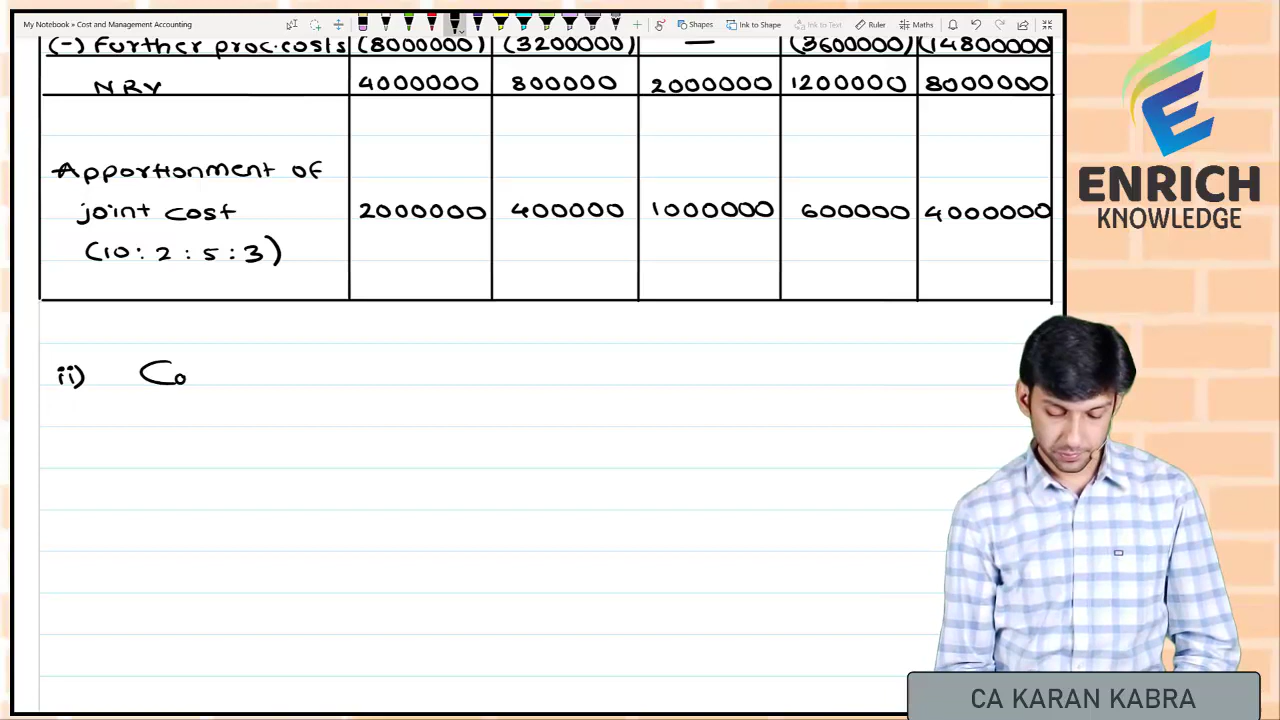 My Notebook » Cost and Management Accounting
Shapes Ink to Shape Ink to Text Ruler Maths
(-) Further proc. costs (8000000) (3200000) — (3600000) (14800000)
NRV 4000000 800000 2000000 1200000 8000000
Apportionment of
joint cost 2000000 400000 1000000 600000 4000000
(10 : 2 : 5 : 3)
ii) Co
ENRICH
KNOWLEDGE
CA KARAN KABRA